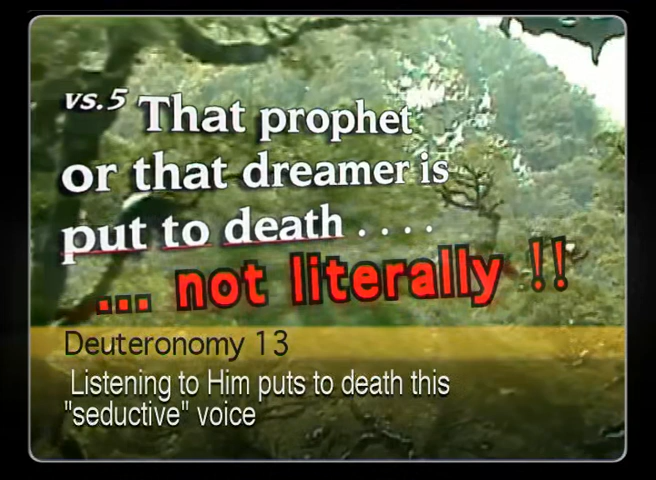 vs.5 That prophet
or that dreamer is
put to death . . . .
... not literally !!
Deuteronomy 13
Listening to Him puts to death this
"seductive" voice